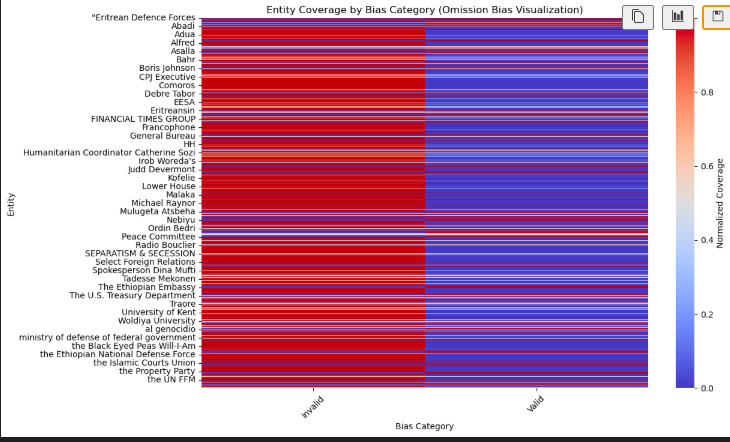 Entity Coverage by Bias Category (Omission Bias Visualization)
"Eritrean Defence Forces
Abadi
Adua
Alfred
Asalla
Bahr
Boris Johnson
CPJ Executive
Comoros
Debre Tabor
EESA
Eritreansin
FINANCIAL TIMES GROUP
Francophone
General Bureau
HH
Humanitarian Coordinator Catherine Sozi
Irob Woreda's
Judd Devermont
Kofelie
Lower House
Malaka
Michael Raynor
Mulugeta Atsbeha
Nebiyu
Ordin Bedri
Peace Committee
Radio Bouclier
SEPARATISM & SECESSION
Select Foreign Relations
Spokesperson Dina Mufti
Tadesse Mekonen
The Ethiopian Embassy
The U.S. Treasury Department
Traore
University of Kent
Woldiya University
al genocidio
ministry of defense of federal government
the Black Eyed Peas Will-I-Am
the Ethiopian National Defense Force
the Islamic Courts Union
the Property Party
the UN FFM
Entity
Invalid
Valid
Bias Category
0.8
0.6
0.4
0.2
0.0
Normalized Coverage